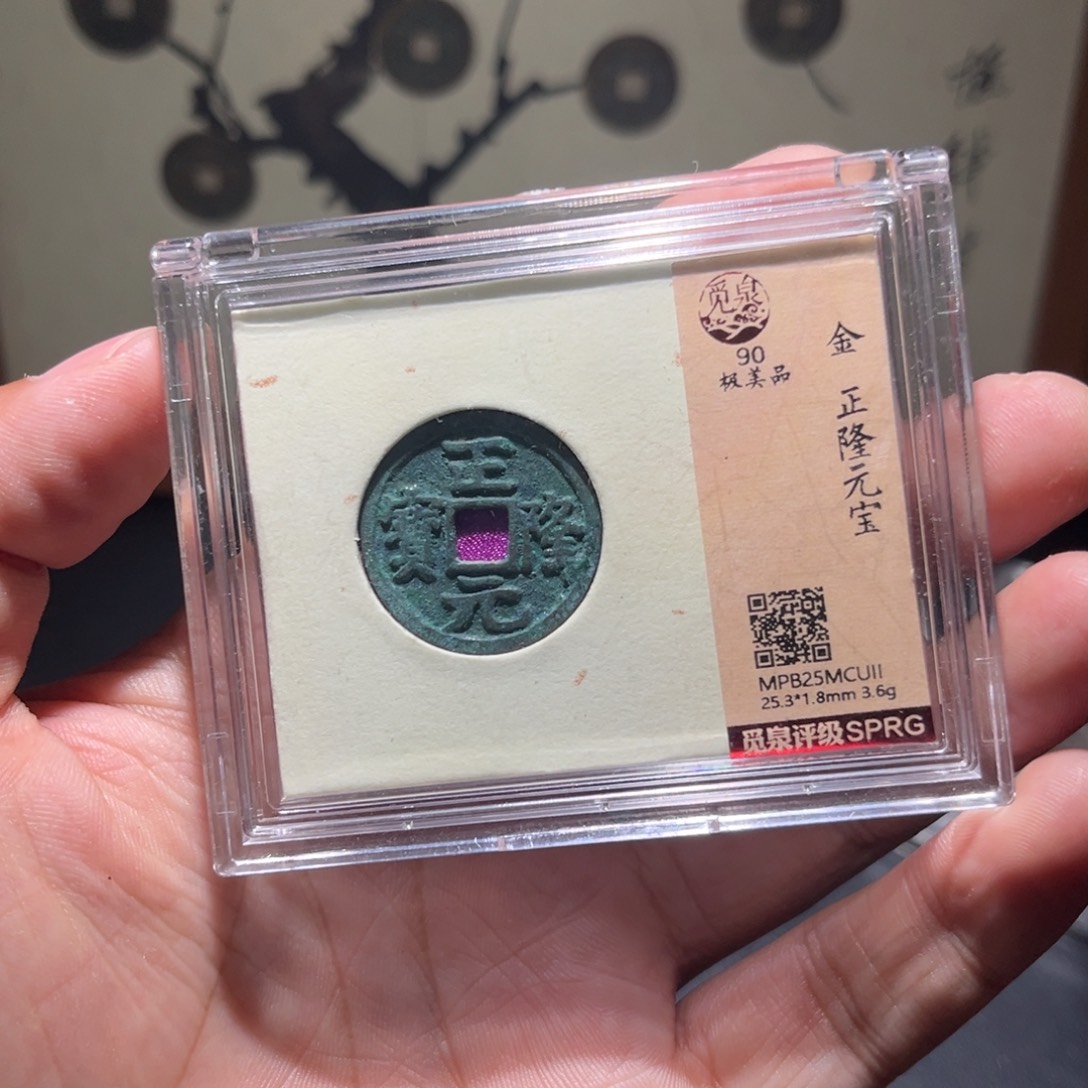 正隆元寶
觅泉
90
极美品
金 正隆元宝
MPB25MCUII
25.3*1.8mm 3.6g
觅泉评级SPRG